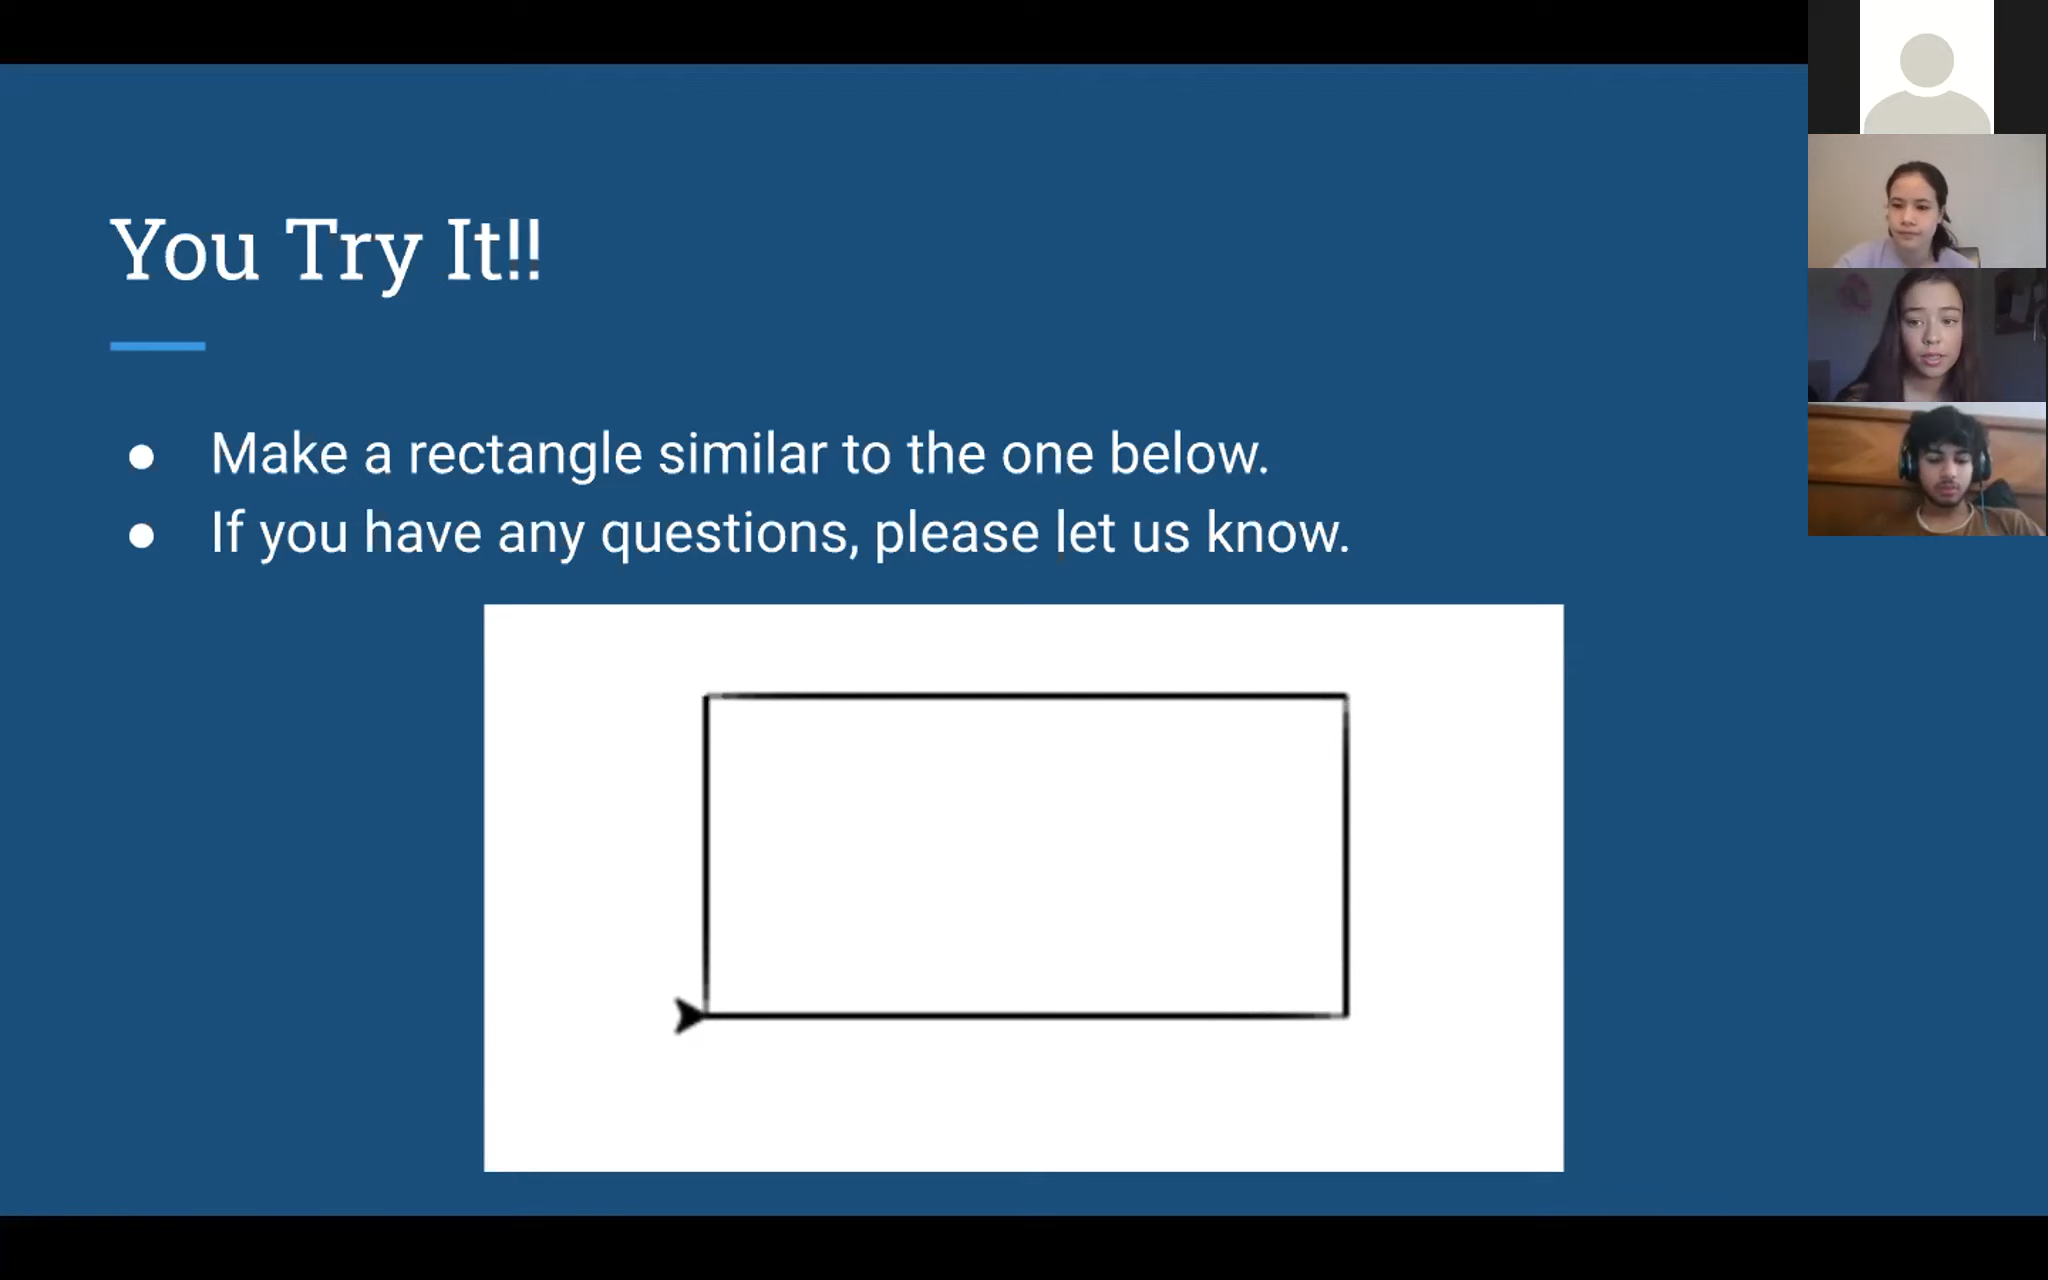 You Try It!!
● Make a rectangle similar to the one below.
● If you have any questions, please let us know.